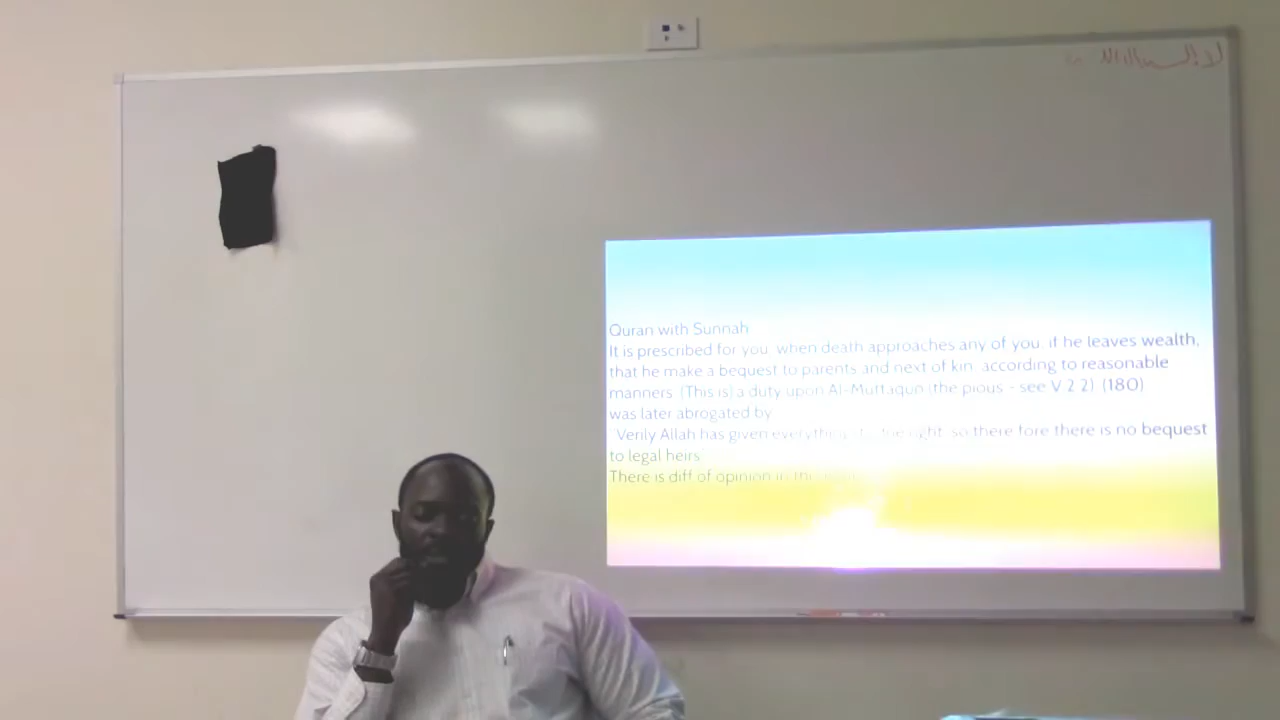 Quran with Sunnah
It is prescribed for you, when death approaches any of you, if he leaves wealth,
that he make a bequest to parents and next of kin, according to reasonable
manners. (This is) a duty upon Al-Muttaqun (the pious - see V.2:2). (180)
was later abrogated by
"Verily Allah has given everything right, so there fore there is no bequest
to legal heirs
There is diff of opinion in this